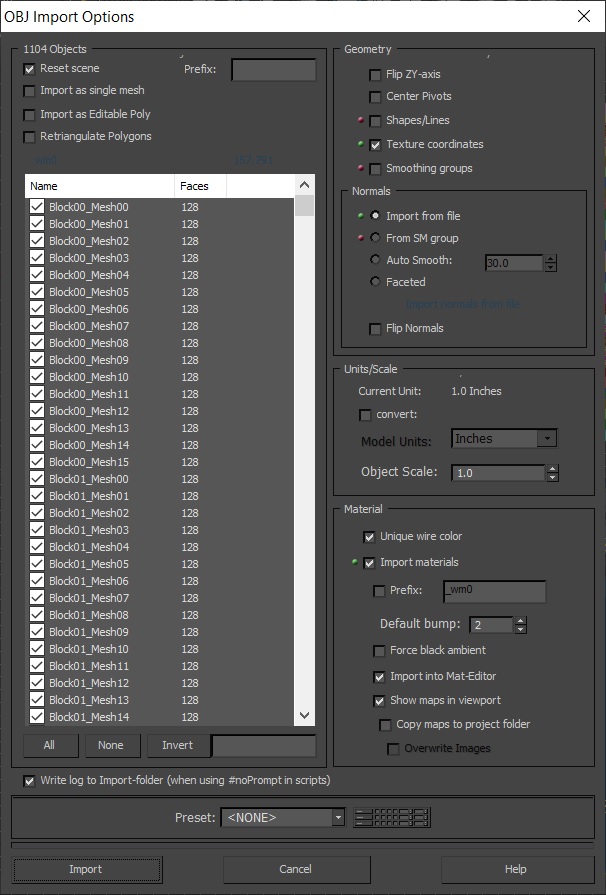 OBJ Import Options
1104 Objects
Reset scene
Prefix:
Import as single mesh
Import as Editable Poly
Retriangulate Polygons
Name Faces
Block00_Mesh00 128
Block00_Mesh01 128
Block00_Mesh02 128
Block00_Mesh03 128
Block00_Mesh04 128
Block00_Mesh05 128
Block00_Mesh06 128
Block00_Mesh07 128
Block00_Mesh08 128
Block00_Mesh09 128
Block00_Mesh10 128
Block00_Mesh11 128
Block00_Mesh12 128
Block00_Mesh13 128
Block00_Mesh14 128
Block00_Mesh15 128
Block01_Mesh00 128
Block01_Mesh01 128
Block01_Mesh02 128
Block01_Mesh03 128
Block01_Mesh04 128
Block01_Mesh05 128
Block01_Mesh06 128
Block01_Mesh07 128
Block01_Mesh08 128
Block01_Mesh09 128
Block01_Mesh10 128
Block01_Mesh11 128
Block01_Mesh12 128
Block01_Mesh13 128
Block01_Mesh14 128
All
None
Invert
Geometry
Flip ZY-axis
Center Pivots
Shapes/Lines
Texture coordinates
Smoothing groups
Normals
Import from file
From SM group
Auto Smooth: 30.0
Faceted
Import normals from file
Flip Normals
Units/Scale
Current Unit: 1.0 Inches
convert:
Model Units: Inches
Object Scale: 1.0
Material
Unique wire color
Import materials
Prefix: _wm0
Default bump: 2
Force black ambient
Import into Mat-Editor
Show maps in viewport
Copy maps to project folder
Overwrite Images
Write log to Import-folder (when using #noPrompt in scripts)
Preset: <NONE>
Import
Cancel
Help